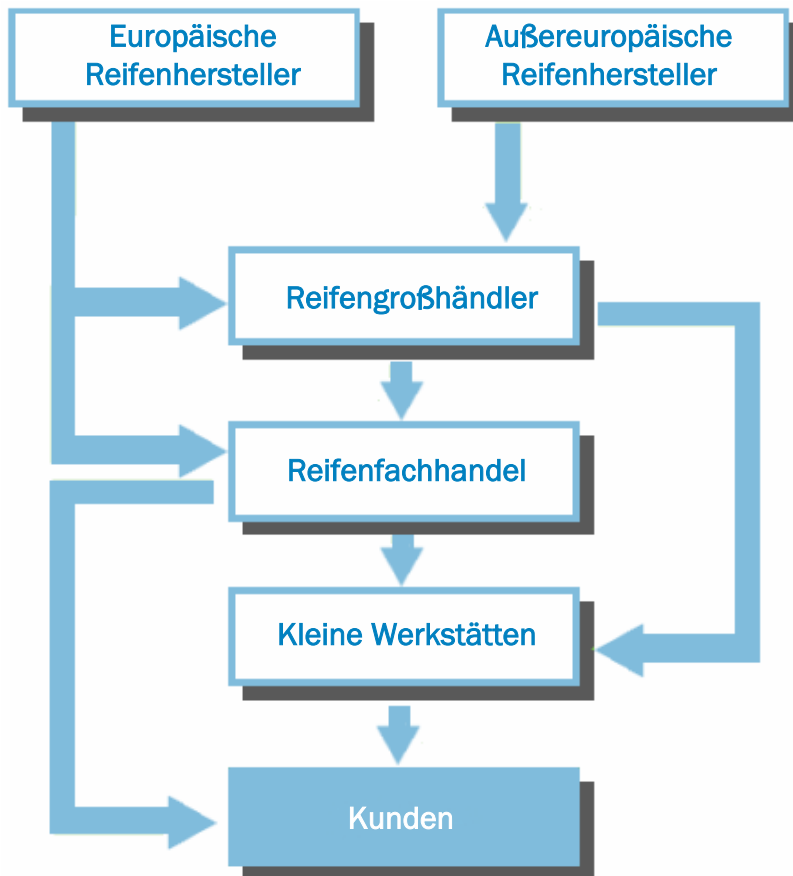 Europäische
Reifenhersteller
Außereuropäische
Reifenhersteller
Reifengroßhändler
Reifenfachhandel
Kleine Werkstätten
Kunden